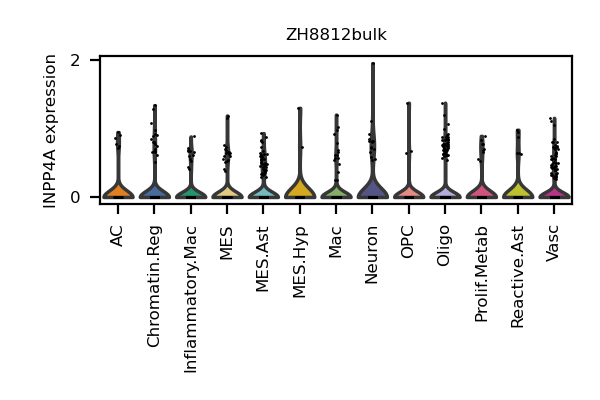 ZH8812bulk
INPP4A expression
2
0
AC
Chromatin.Reg
Inflammatory.Mac
MES
MES.Ast
MES.Hyp
Mac
Neuron
OPC
Oligo
Prolif.Metab
Reactive.Ast
Vasc